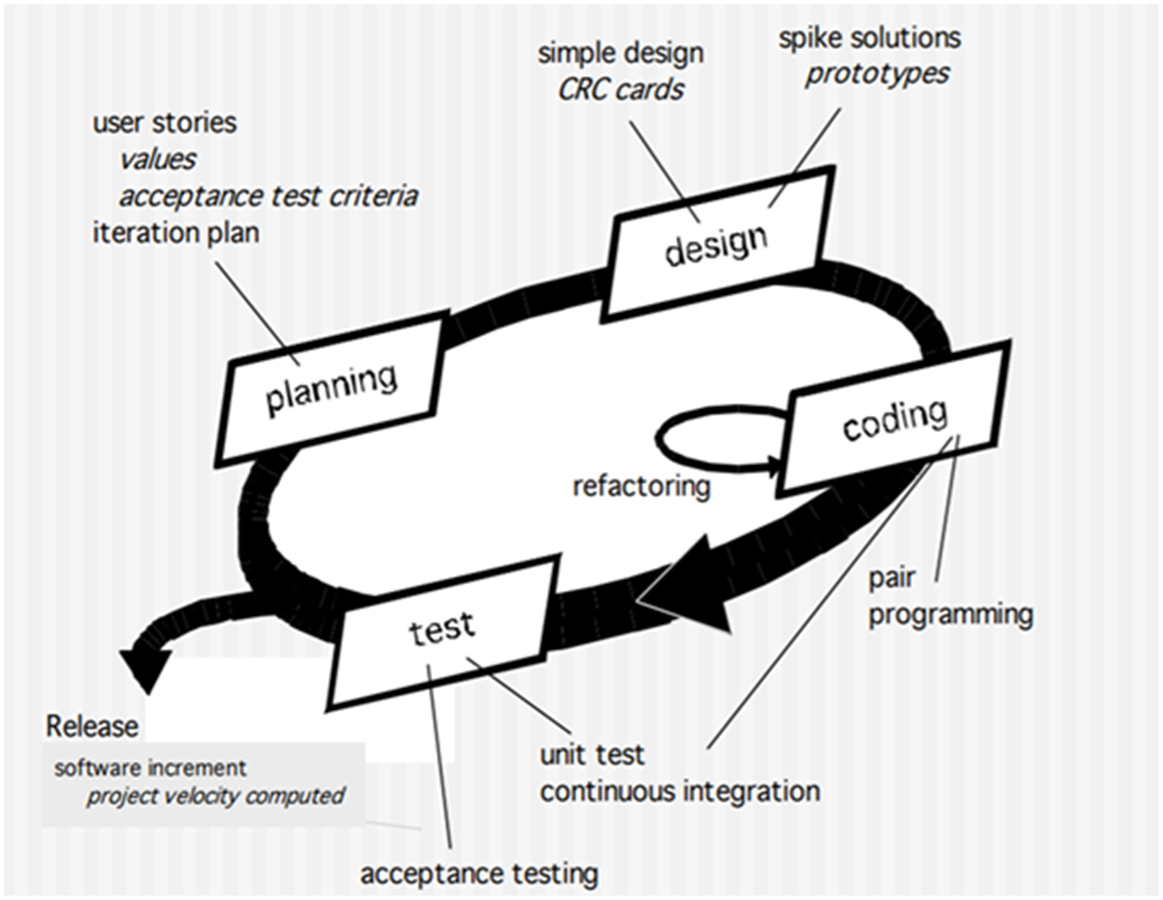 simple design
CRC cards
spike solutions
prototypes
user stories
values
acceptance test criteria
iteration plan
design
planning
coding
refactoring
pair
programming
test
Release
software increment
project velocity computed
unit test
continuous integration
acceptance testing